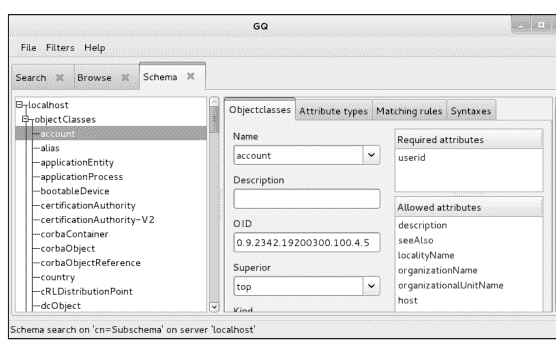 GQ
File Filters Help
Search Browse Schema
localhost
objectClasses
account
alias
applicationEntity
applicationProcess
bootableDevice
certificationAuthority
certificationAuthority-V2
corbaContainer
corbaObject
corbaObjectReference
country
cRLDistributionPoint
dcObject
Objectclasses Attribute types Matching rules Syntaxes
Name
account
Description
OID
0.9.2342.19200300.100.4.5
Superior
top
Kind
Required attributes
userid
Allowed attributes
description
seeAlso
localityName
organizationName
organizationalUnitName
host
Schema search on 'cn=Subschema' on server 'localhost'